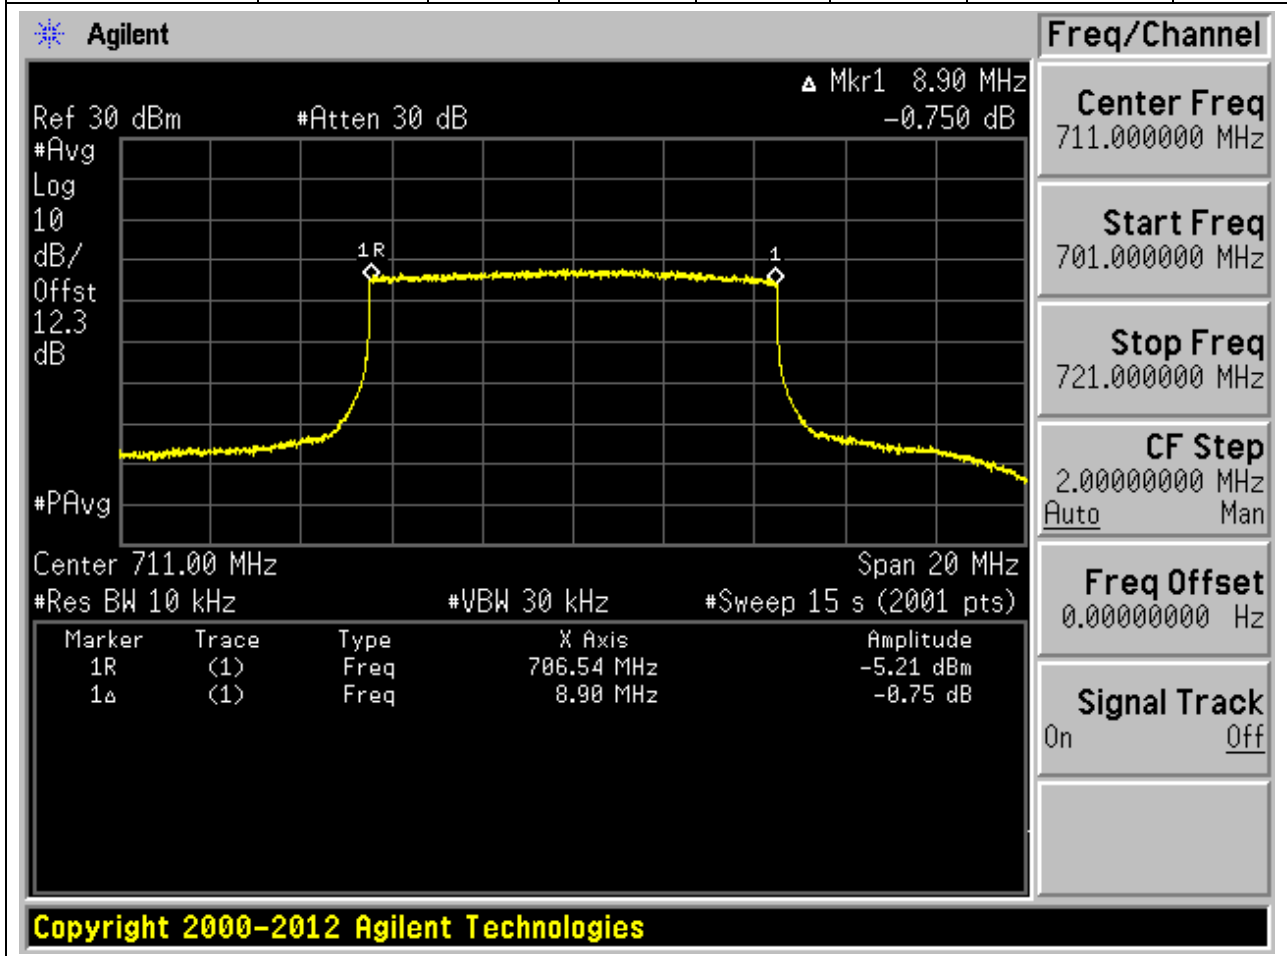 Agilent
Freq/Channel
▵ Mkr1 8.90 MHz
Ref 30 dBm #Atten 30 dB -0.750 dB
#Avg
Log
10
dB/
Offst
12.3
dB
#PAvg
1R
1
Center 711.00 MHz Span 20 MHz
#Res BW 10 kHz #VBW 30 kHz #Sweep 15 s (2001 pts)
Marker Trace Type X Axis Amplitude
1R (1) Freq 706.54 MHz -5.21 dBm
1▵ (1) Freq 8.90 MHz -0.75 dB
Center Freq
711.000000 MHz
Start Freq
701.000000 MHz
Stop Freq
721.000000 MHz
CF Step
2.00000000 MHz
Auto Man
Freq Offset
0.00000000 Hz
Signal Track
On Off
Copyright 2000-2012 Agilent Technologies